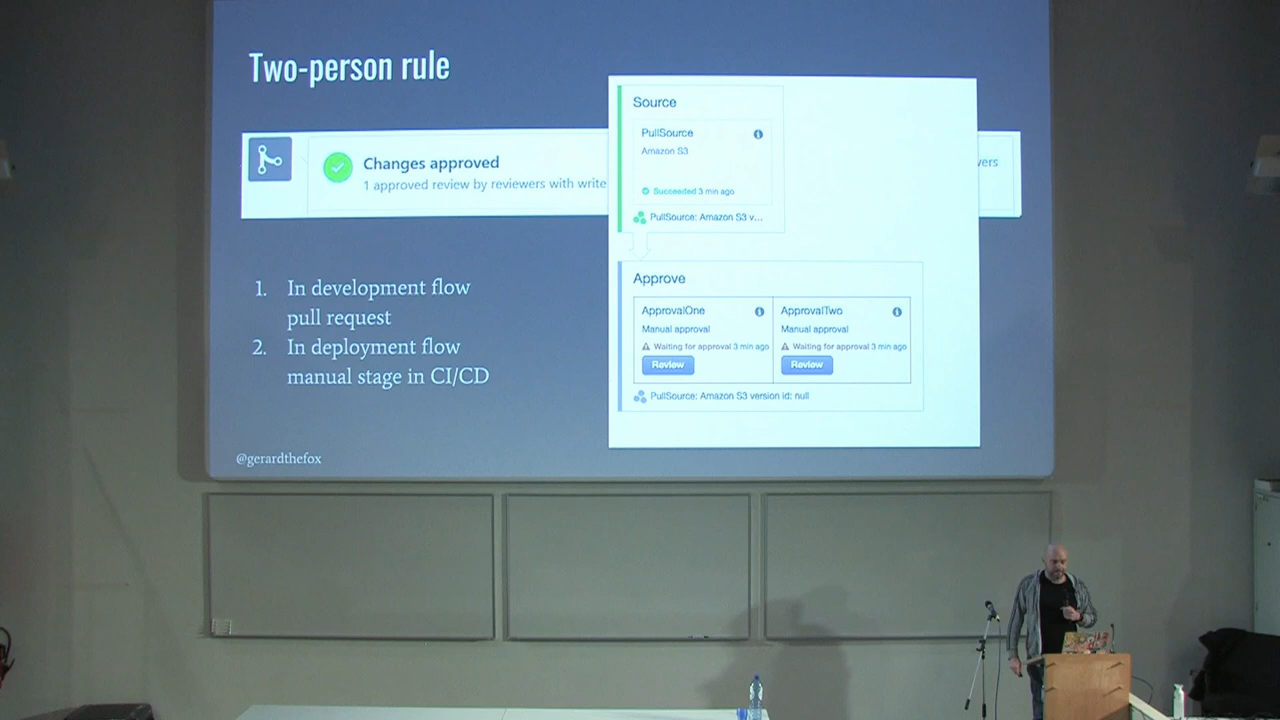 Two-person rule
Changes approved
1 approved review by reviewers with write
vers
Source
PullSource
Amazon S3
Succeeded 3 min ago
PullSource: Amazon S3 v...
Approve
ApprovalOne
Manual approval
Waiting for approval 3 min ago
Review
ApprovalTwo
Manual approval
Waiting for approval 3 min ago
Review
PullSource: Amazon S3 version id: null
1. In development flow
pull request
2. In deployment flow
manual stage in CI/CD
@gerardthefox